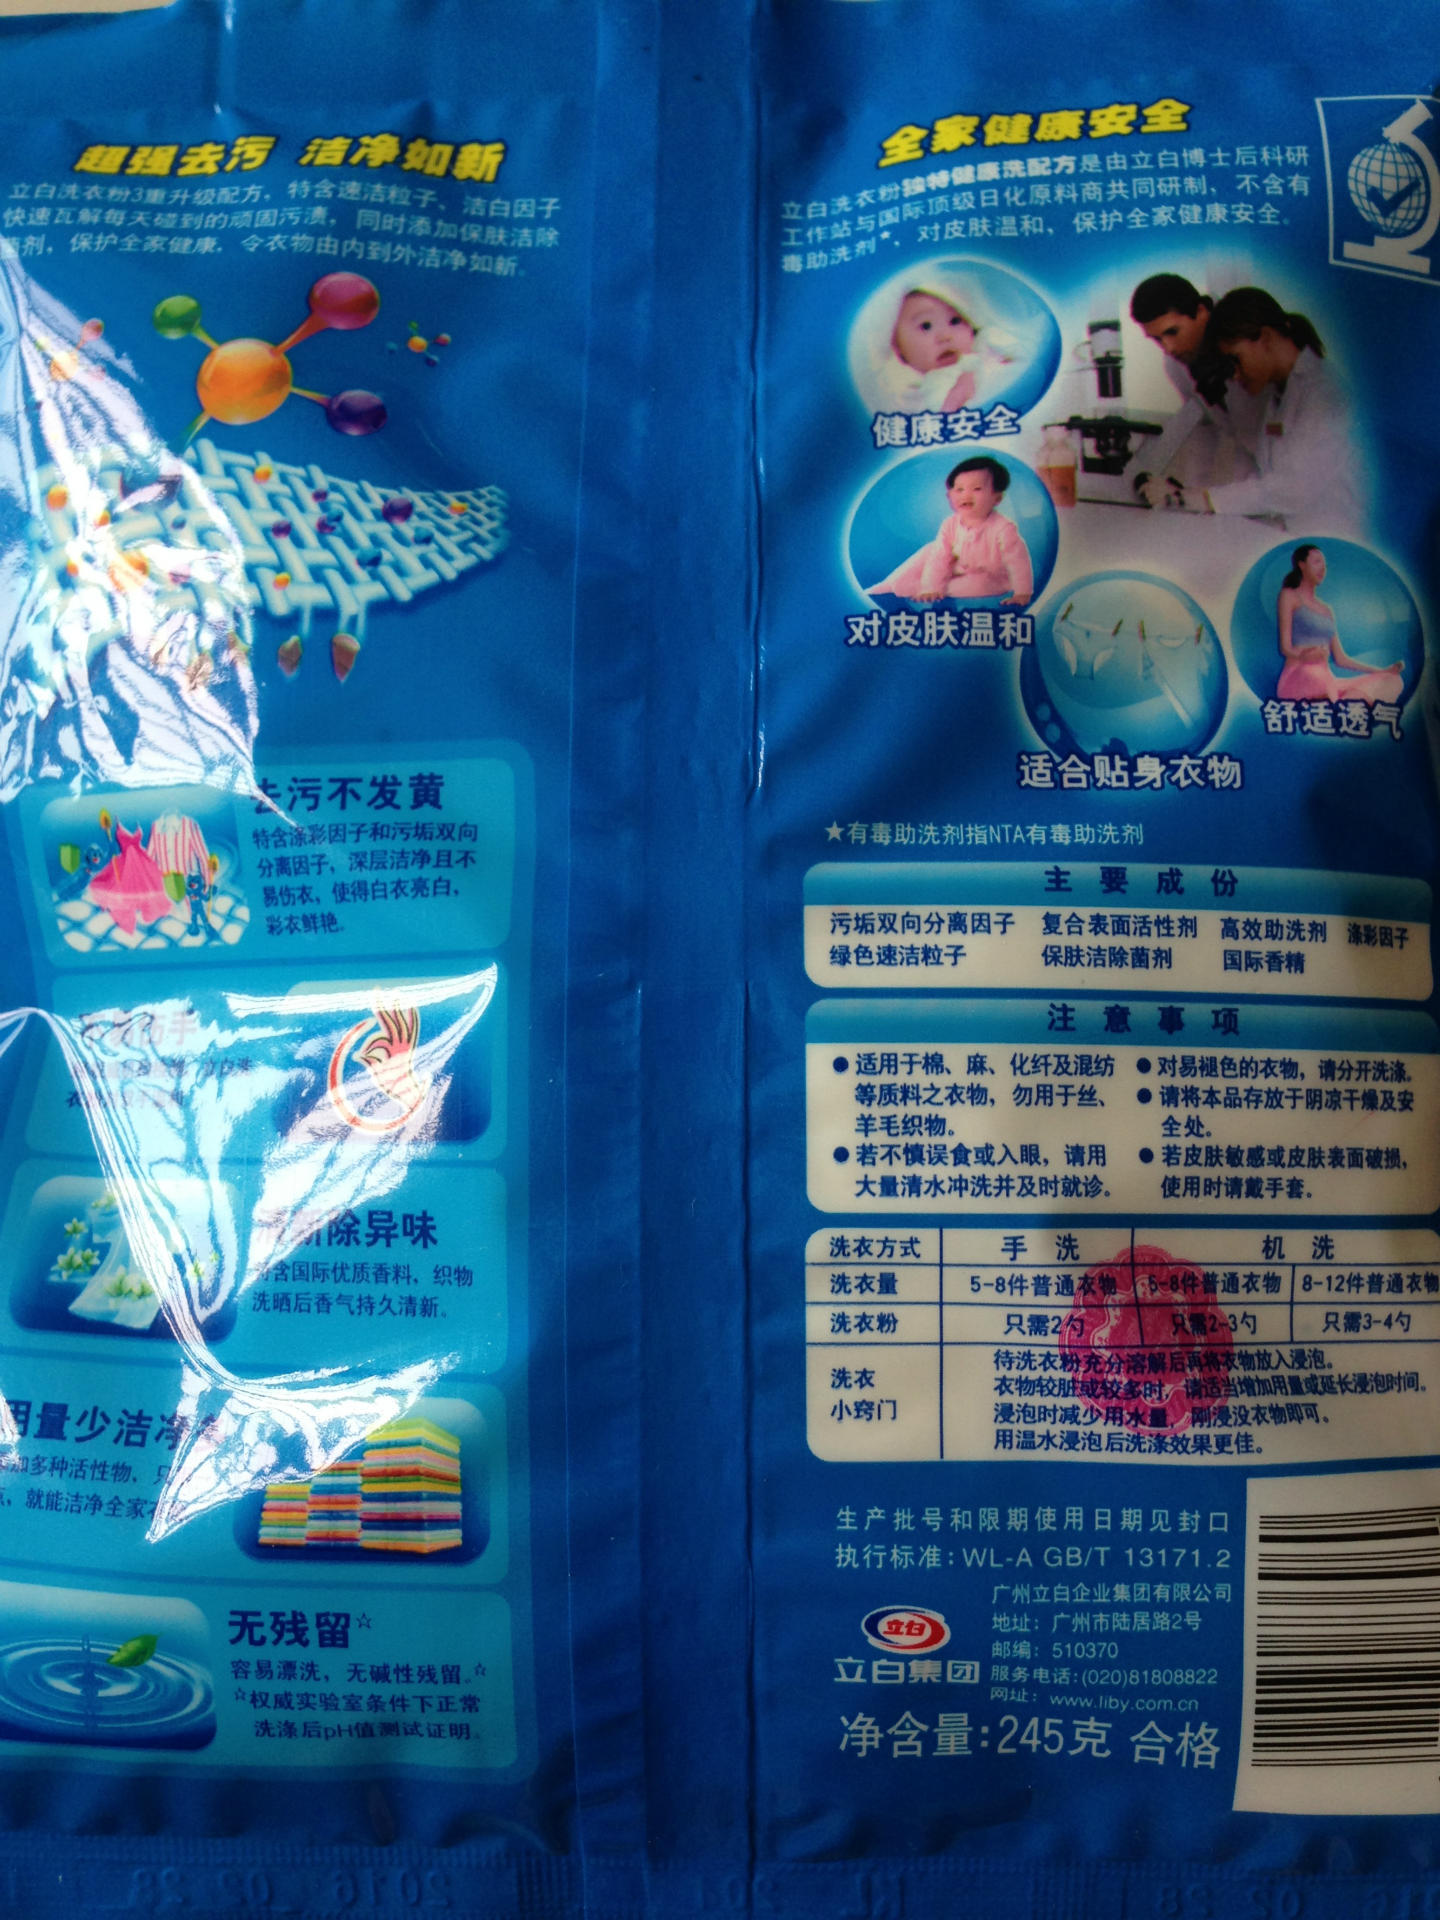 超强去污 洁净如新
立白洗衣粉3重升级配方，特含速洁粒子、洁白因子
快速瓦解每天碰到的顽固污渍，同时添加保肤洁除
菌剂，保护全家健康，令衣物由内到外洁净如新。
去污不发黄
特含涤彩因子和污垢双向
分离因子，深层洁净且不
易伤衣，使得白衣亮白，
彩衣鲜艳。
伤手
立白洗
除异味
特含国际优质香料，织物
洗晒后香气持久清新。
用量少洁净
加多种活性物，只
点，就能洁净全家衣
无残留☆
容易漂洗，无碱性残留。☆
☆权威实验室条件下正常
洗涤后pH值测试证明。
全家健康安全
立白洗衣粉独特健康洗配方是由立白博士后科研
工作站与国际顶级日化原料商共同研制，不含有
毒助洗剂★，对皮肤温和，保护全家健康安全。
健康安全
对皮肤温和
舒适透气
适合贴身衣物
★有毒助洗剂指NTA有毒助洗剂
主要成份
污垢双向分离因子 复合表面活性剂 高效助洗剂 涤彩因子
绿色速洁粒子 保肤洁除菌剂 国际香精
注意事项
●适用于棉、麻、化纤及混纺
等质料之衣物，勿用于丝、
羊毛织物。
●若不慎误食或入眼，请用
大量清水冲洗并及时就诊。
●对易褪色的衣物，请分开洗涤。
●请将本品存放于阴凉干燥及安
全处。
●若皮肤敏感或皮肤表面破损，
使用时请戴手套。
洗衣方式 手洗 机洗
洗衣量 5-8件普通衣物 5-8件普通衣物 8-12件普通衣物
洗衣粉 只需2勺 只需2-3勺 只需3-4勺
洗衣
小窍门
待洗衣粉充分溶解后再将衣物放入浸泡。
衣物较脏或较多时，请适当增加用量或延长浸泡时间。
浸泡时减少用水量，刚浸没衣物即可。
用温水浸泡后洗涤效果更佳。
生产批号和限期使用日期见封口
执行标准：WL-A GB/T 13171.2
立白
立白集团
广州立白企业集团有限公司
地址：广州市陆居路2号
邮编：510370
服务电话：(020)81808822
网址：www.liby.com.cn
净含量：245克 合格
2016 02 28